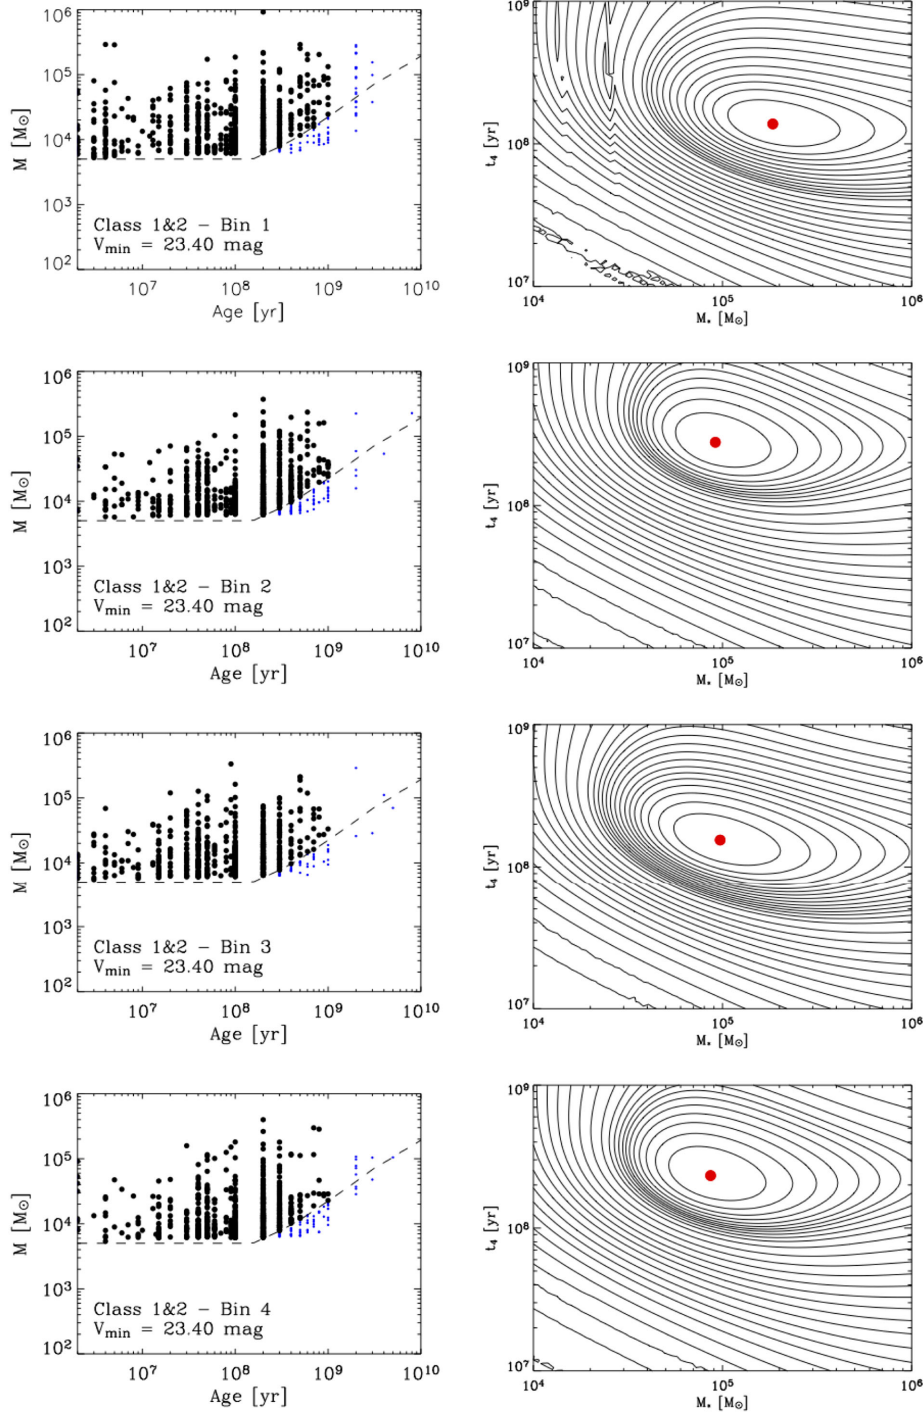 10⁶
10⁵
10⁴
10³
10²
M [M☉]
Class 1&2 – Bin 1
Vmin = 23.40 mag
10⁷ 10⁸ 10⁹ 10¹⁰
Age [yr]
10⁹
10⁸
10⁷
t₄ [yr]
10⁴ 10⁵ 10⁶
M* [M☉]
10⁶
10⁵
10⁴
10³
10²
M [M☉]
Class 1&2 – Bin 2
Vmin = 23.40 mag
10⁷ 10⁸ 10⁹ 10¹⁰
Age [yr]
10⁹
10⁸
10⁷
t₄ [yr]
10⁴ 10⁵ 10⁶
M* [M☉]
10⁶
10⁵
10⁴
10³
10²
M [M☉]
Class 1&2 – Bin 3
Vmin = 23.40 mag
10⁷ 10⁸ 10⁹ 10¹⁰
Age [yr]
10⁹
10⁸
10⁷
t₄ [yr]
10⁴ 10⁵ 10⁶
M* [M☉]
10⁶
10⁵
10⁴
10³
10²
M [M☉]
Class 1&2 – Bin 4
Vmin = 23.40 mag
10⁷ 10⁸ 10⁹ 10¹⁰
Age [yr]
10⁹
10⁸
10⁷
t₄ [yr]
10⁴ 10⁵ 10⁶
M* [M☉]